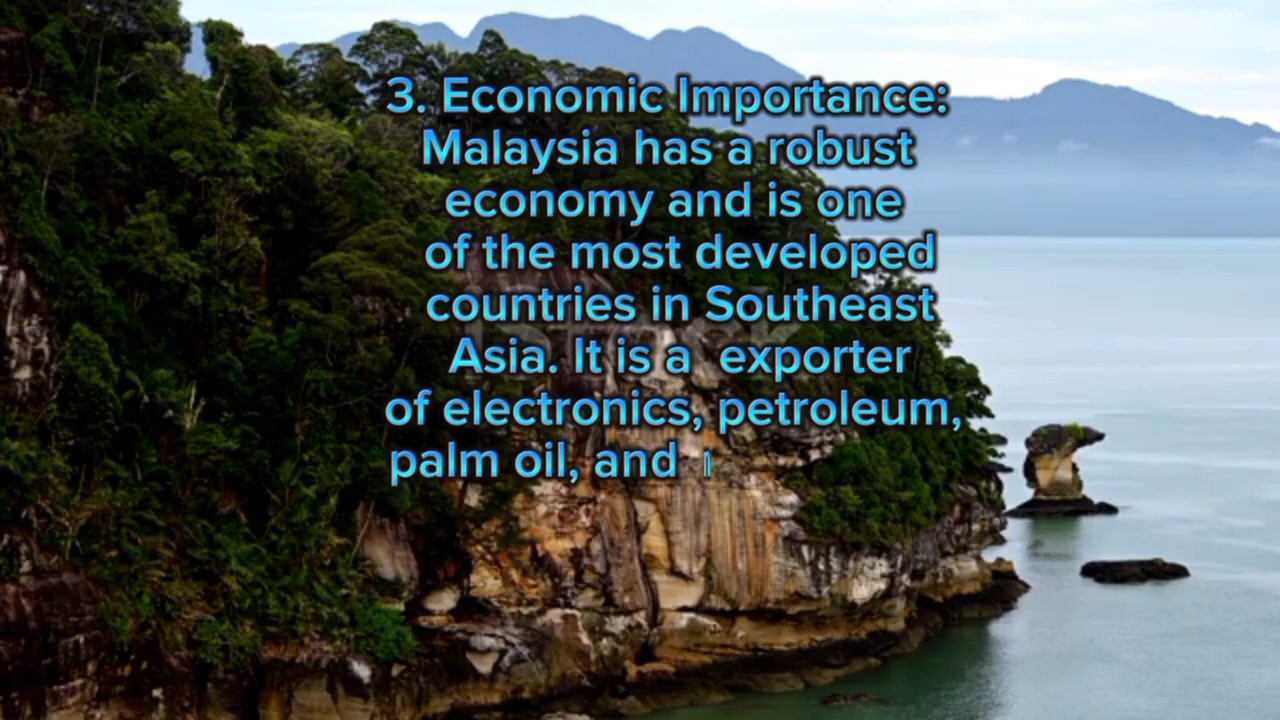 3. Economic Importance:
Malaysia has a robust
economy and is one
of the most developed
countries in Southeast
Asia. It is a exporter
of electronics, petroleum,
palm oil, and